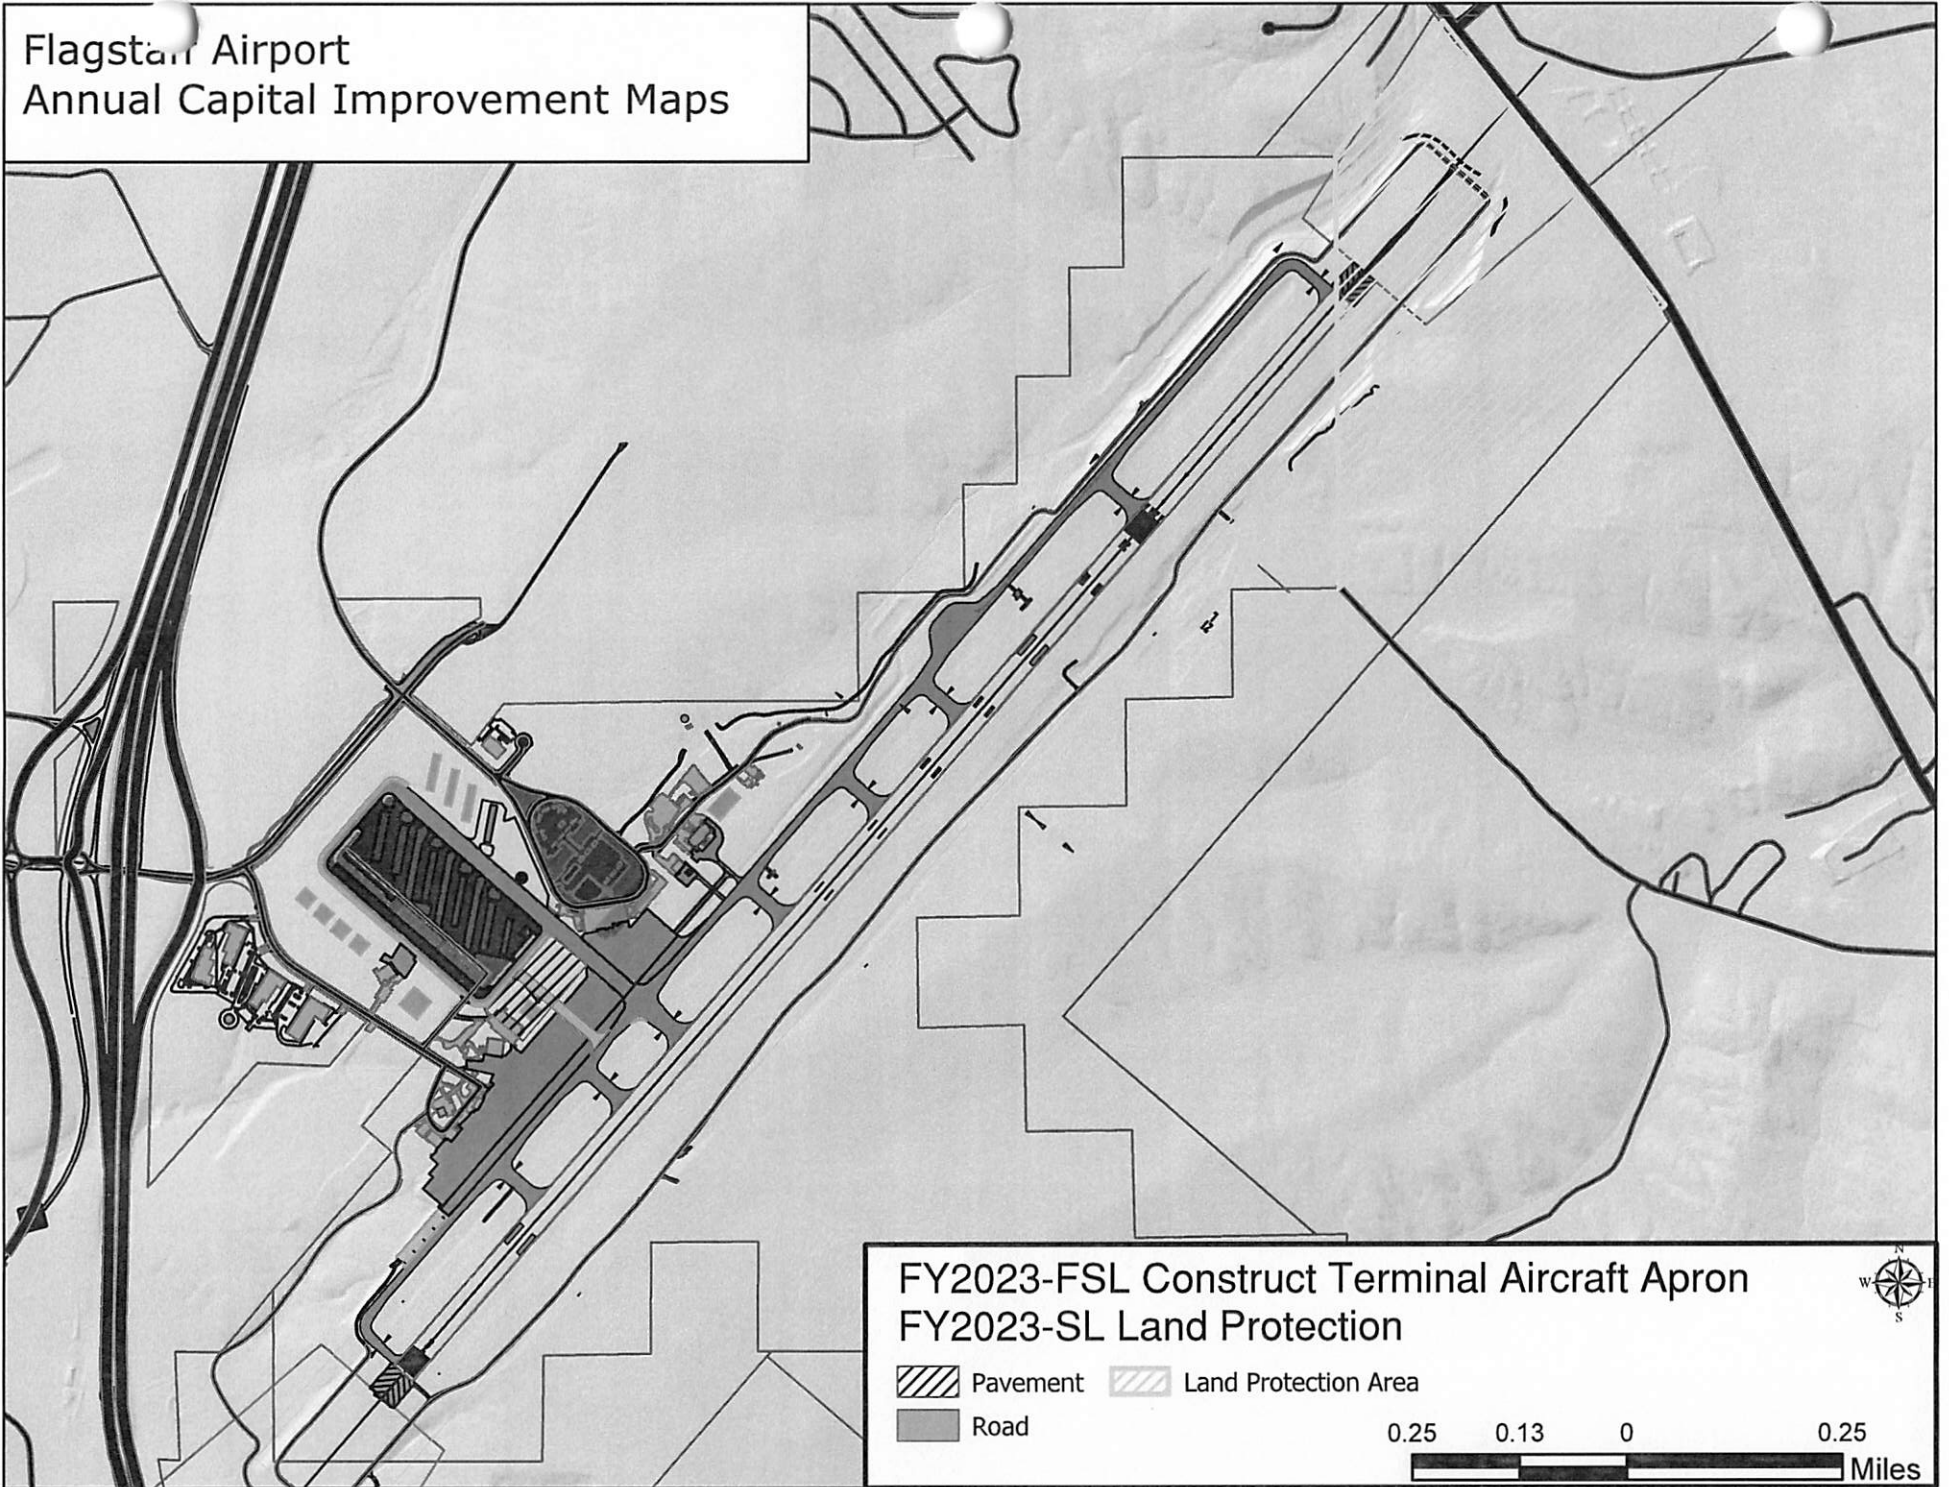 Flagstaff Airport
Annual Capital Improvement Maps
FY2023-FSL Construct Terminal Aircraft Apron
FY2023-SL Land Protection
N
W E
S
Pavement Land Protection Area
Road
0.25 0.13 0 0.25
Miles